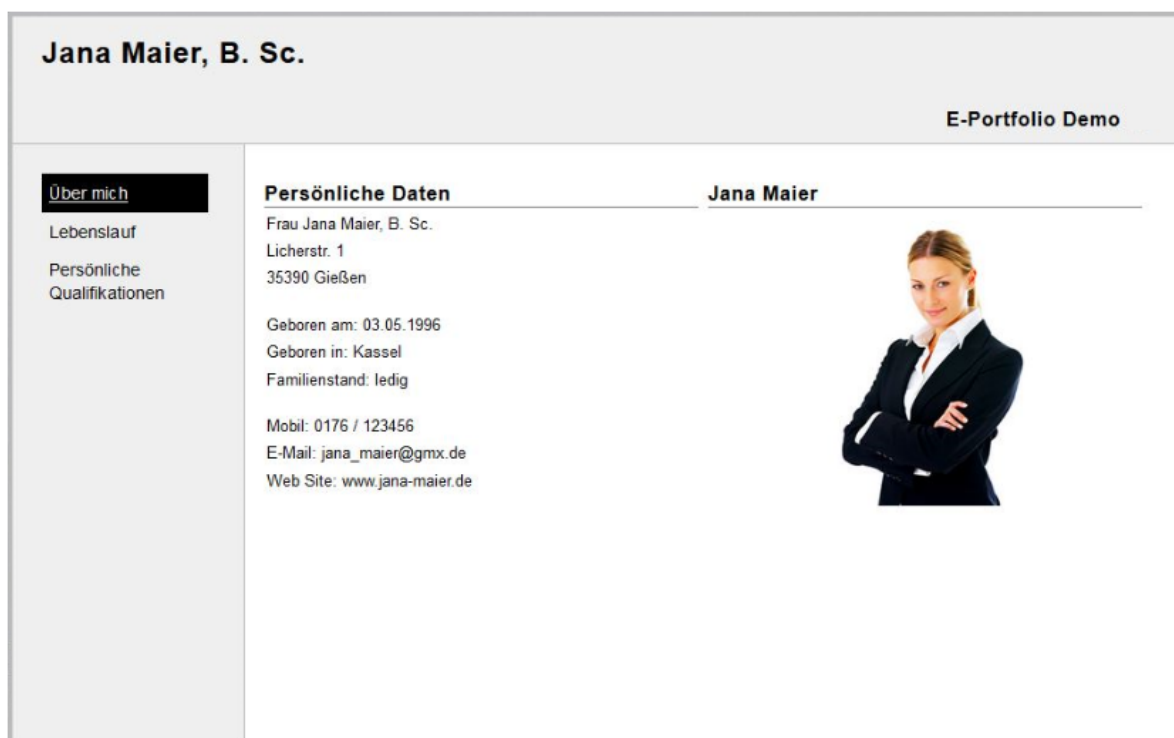 Jana Maier, B. Sc.
E-Portfolio Demo
Über mich
Lebenslauf
Persönliche
Qualifikationen
Persönliche Daten
Frau Jana Maier, B. Sc.
Licherstr. 1
35390 Gießen
Geboren am: 03.05.1996
Geboren in: Kassel
Familienstand: ledig
Mobil: 0176 / 123456
E-Mail: jana_maier@gmx.de
Web Site: www.jana-maier.de
Jana Maier